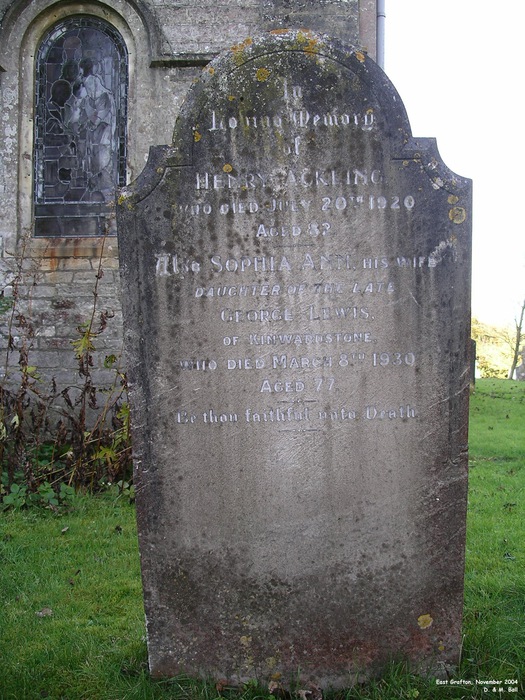 In
Loving Memory
of
HENRY ACKLING
WHO DIED JULY 20TH 1920
AGED
ALSO SOPHIA ANN, HIS WIFE
DAUGHTER OF THE LATE
GEORGE LEWIS,
OF KINWARDSTONE,
WHO DIED MARCH 8TH 1930
AGED 77.
Be thou faithful unto Death
East Grafton, November 2004
D. & M. Ball